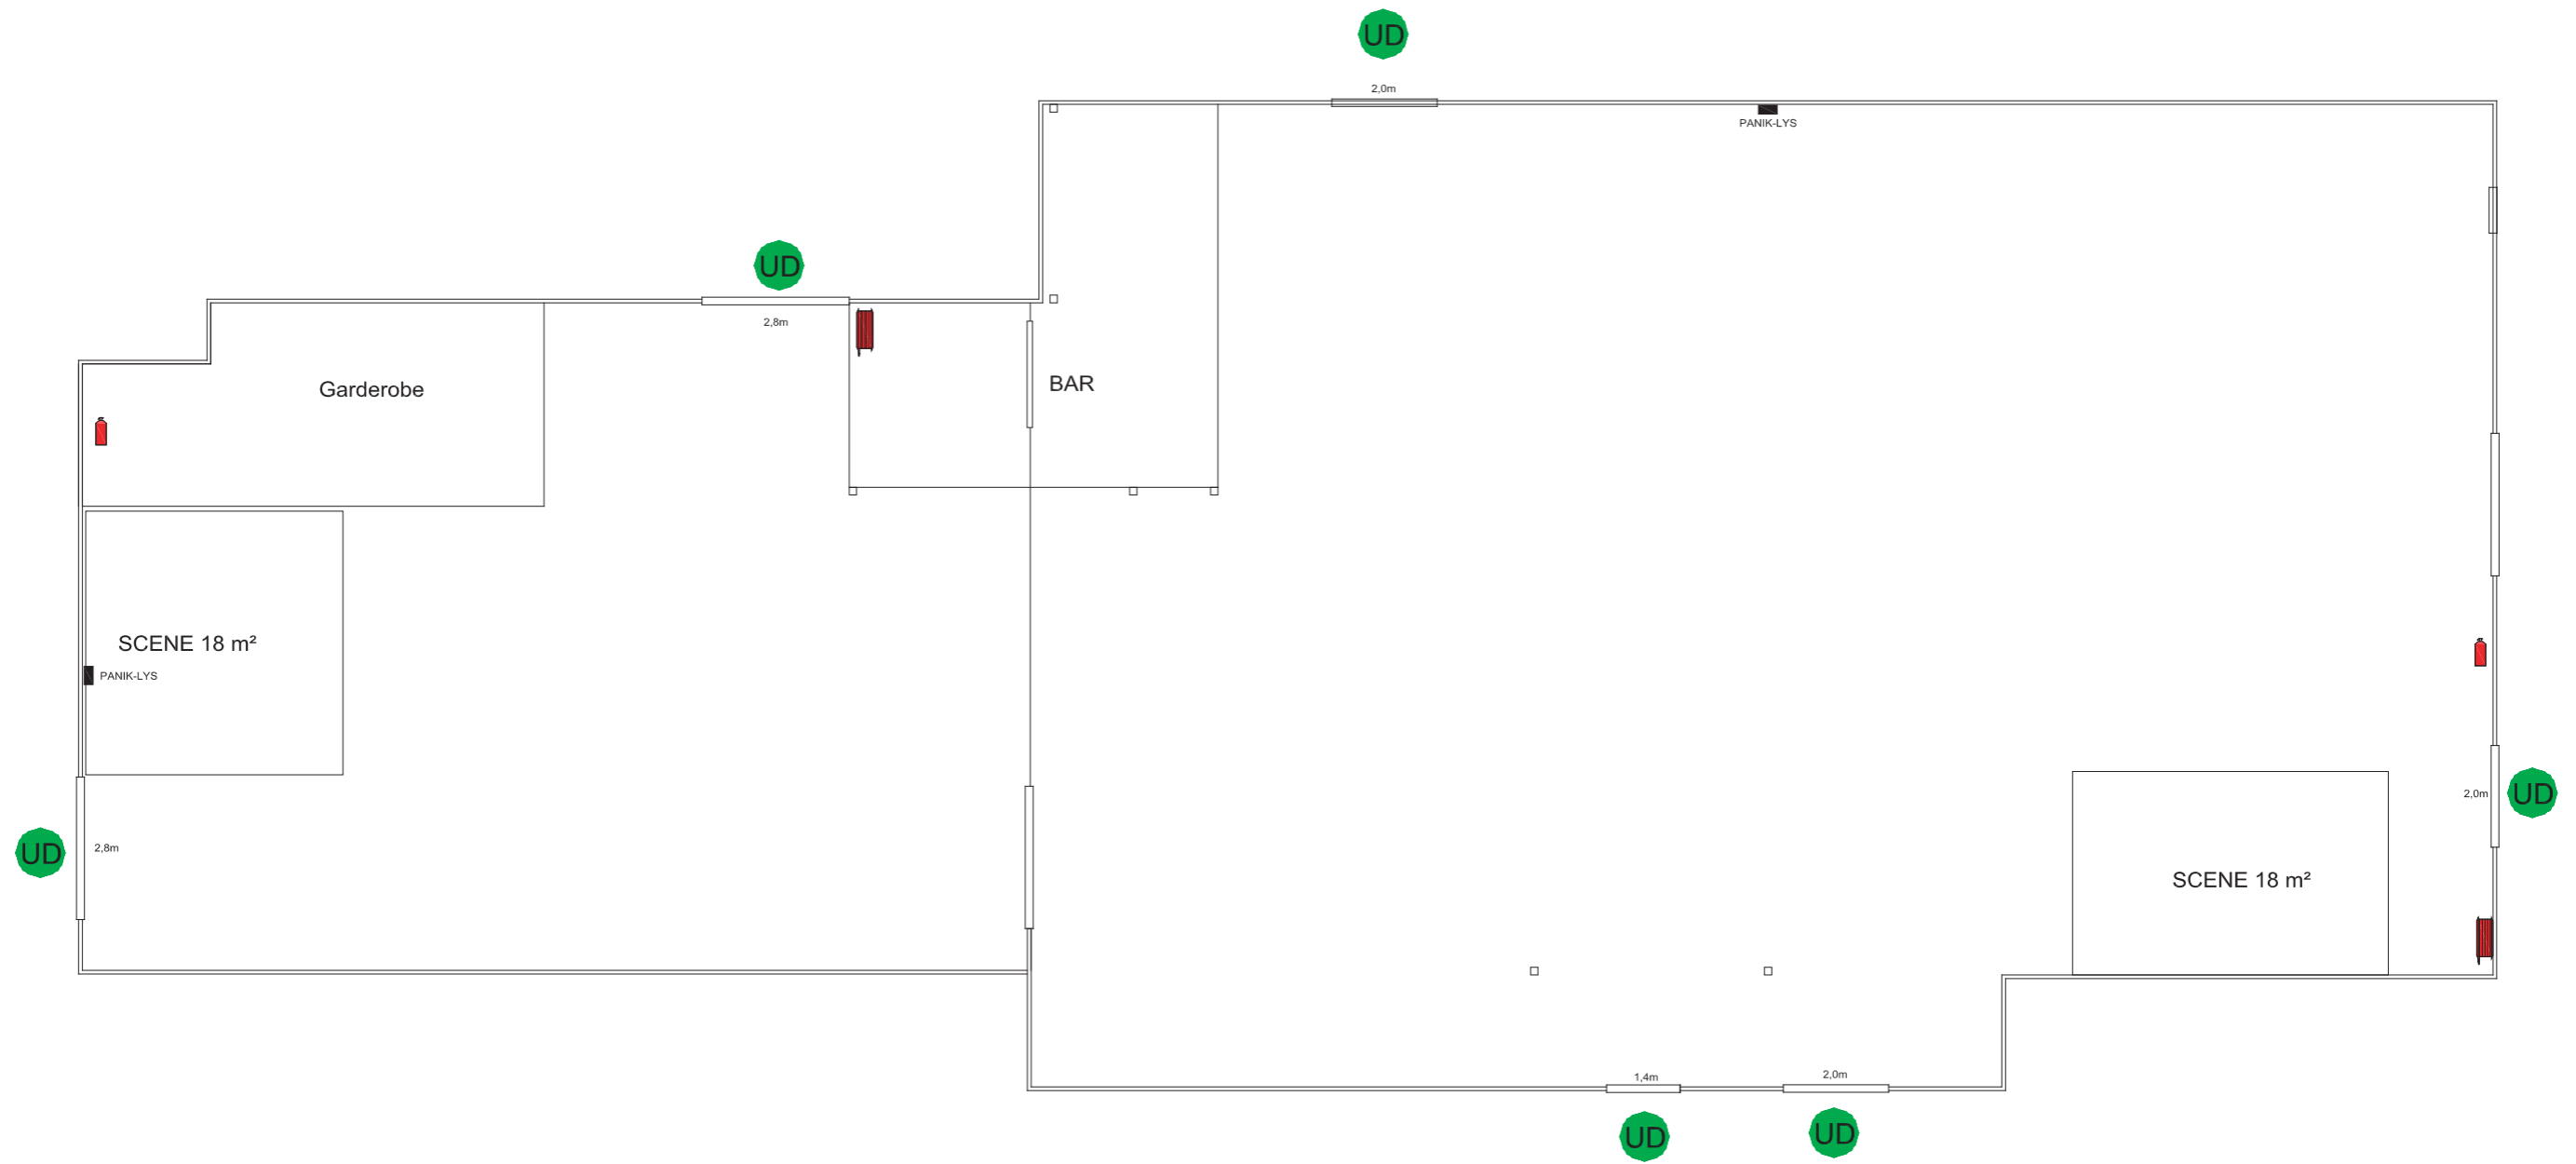 UD
2,0m
PANIK-LYS
UD
2,8m
BAR
Garderobe
SCENE 18 m²
PANIK-LYS
2,0m
UD
UD
2,8m
SCENE 18 m²
1,4m
2,0m
UD
UD